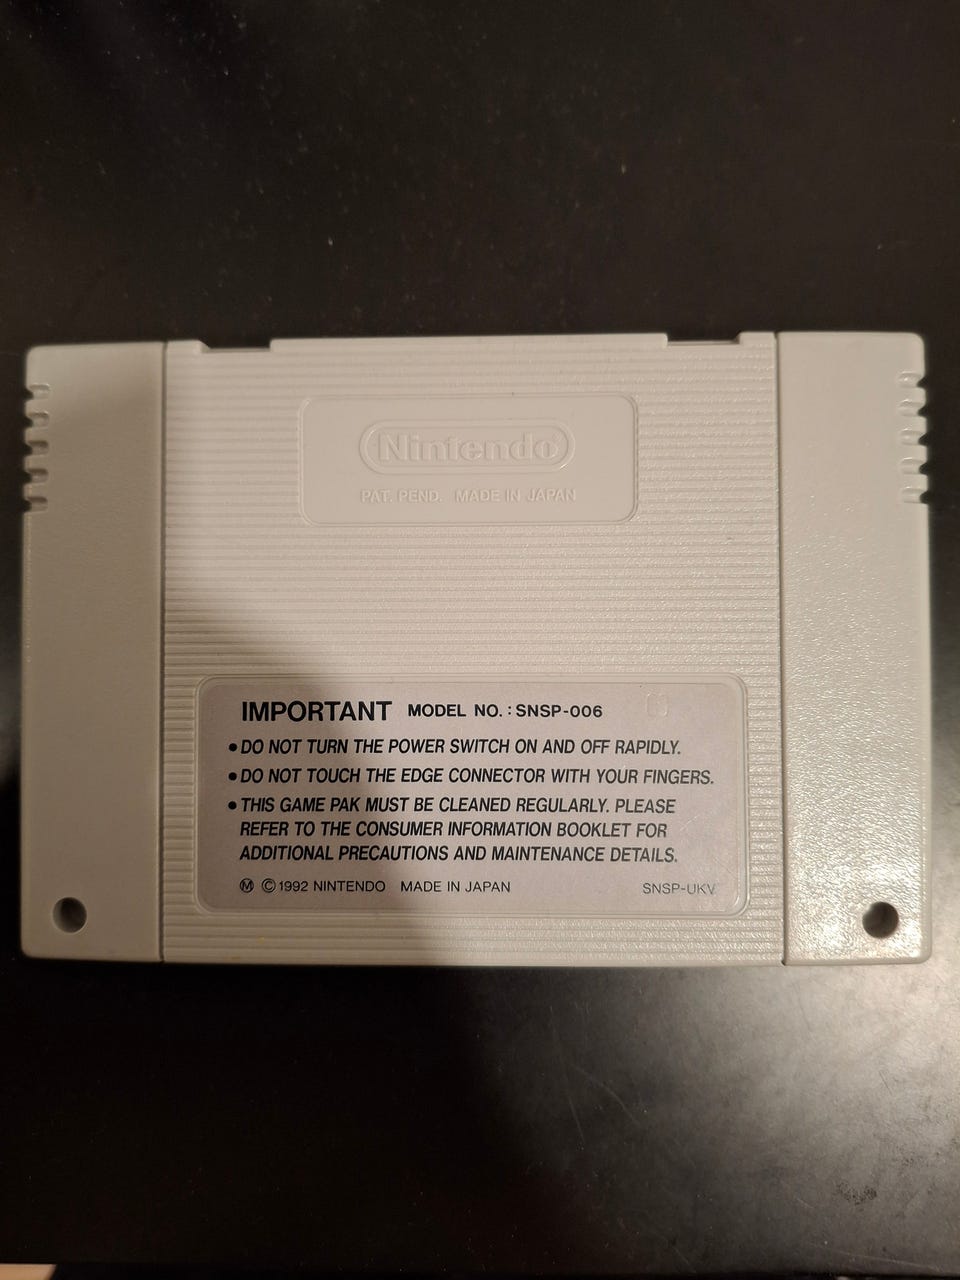 Nintendo
PAT. PEND. MADE IN JAPAN
IMPORTANT MODEL NO. : SNSP-006
● DO NOT TURN THE POWER SWITCH ON AND OFF RAPIDLY.
● DO NOT TOUCH THE EDGE CONNECTOR WITH YOUR FINGERS.
● THIS GAME PAK MUST BE CLEANED REGULARLY. PLEASE
REFER TO THE CONSUMER INFORMATION BOOKLET FOR
ADDITIONAL PRECAUTIONS AND MAINTENANCE DETAILS.
Ⓜ ©1992 NINTENDO MADE IN JAPAN SNSP-UKV